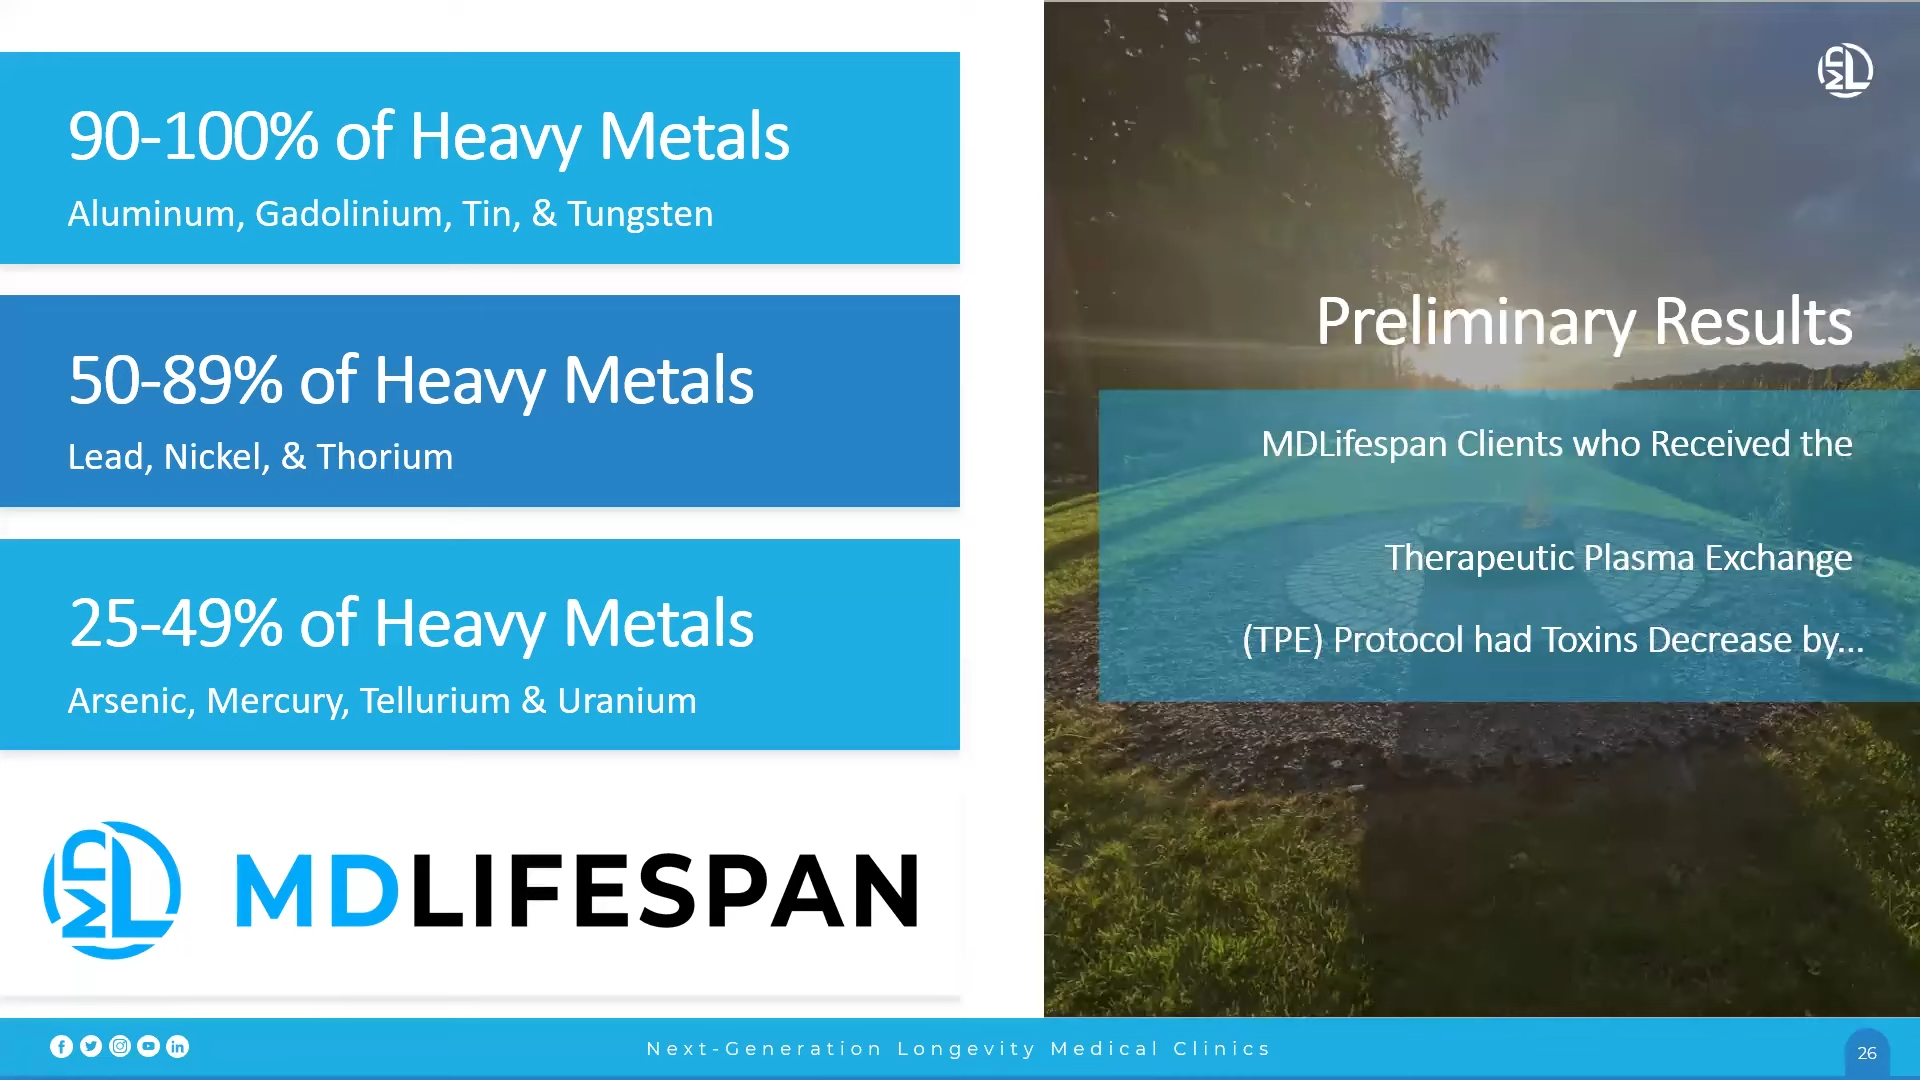 90-100% of Heavy Metals
Aluminum, Gadolinium, Tin, & Tungsten
50-89% of Heavy Metals
Lead, Nickel, & Thorium
25-49% of Heavy Metals
Arsenic, Mercury, Tellurium & Uranium
MDLIFESPAN
Preliminary Results
MDLifespan Clients who Received the
Therapeutic Plasma Exchange
(TPE) Protocol had Toxins Decrease by...
Next-Generation Longevity Medical Clinics
26